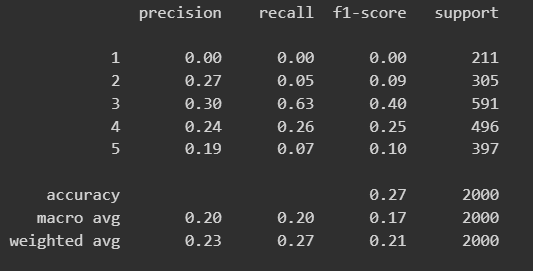 precision recall f1-score support
1 0.00 0.00 0.00 211
2 0.27 0.05 0.09 305
3 0.30 0.63 0.40 591
4 0.24 0.26 0.25 496
5 0.19 0.07 0.10 397
accuracy 0.27 2000
macro avg 0.20 0.20 0.17 2000
weighted avg 0.23 0.27 0.21 2000